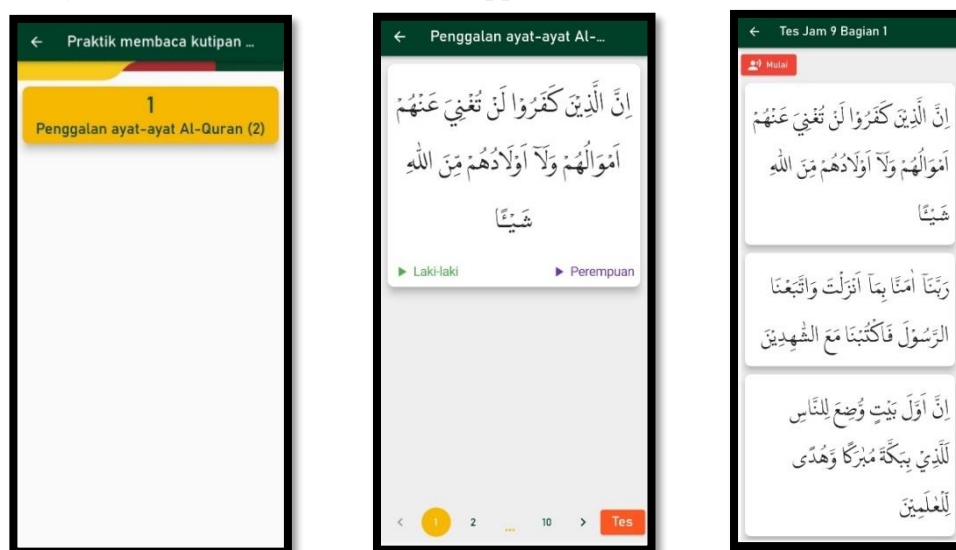 Praktik membaca kutipan ...
1
Penggalan ayat-ayat Al-Quran (2)
Penggalan ayat-ayat Al-...
اِنَّ الَّذِيْنَ كَفَرُوْا لَنْ تُغْنِيَ عَنْهُمْ
اَمْوَالُهُمْ وَلَآ اَوْلَادُهُمْ مِّنَ اللّٰهِ
شَيْـًٔا
Laki-laki
Perempuan
1
2
...
10
Tes
Tes Jam 9 Bagian 1
Mulai
اِنَّ الَّذِيْنَ كَفَرُوْا لَنْ تُغْنِيَ عَنْهُمْ
اَمْوَالُهُمْ وَلَآ اَوْلَادُهُمْ مِّنَ اللّٰهِ
شَيْـًٔا
رَبَّنَآ اٰمَنَّا بِمَآ اَنْزَلْتَ وَاتَّبَعْنَا
الرَّسُوْلَ فَاكْتُبْنَا مَعَ الشّٰهِدِيْنَ
اِنَّ اَوَّلَ بَيْتٍ وُّضِعَ لِلنَّاسِ
لَلَّذِيْ بِبَكَّةَ مُبٰرَكًا وَّهُدًى
لِّلْعٰلَمِيْنَ